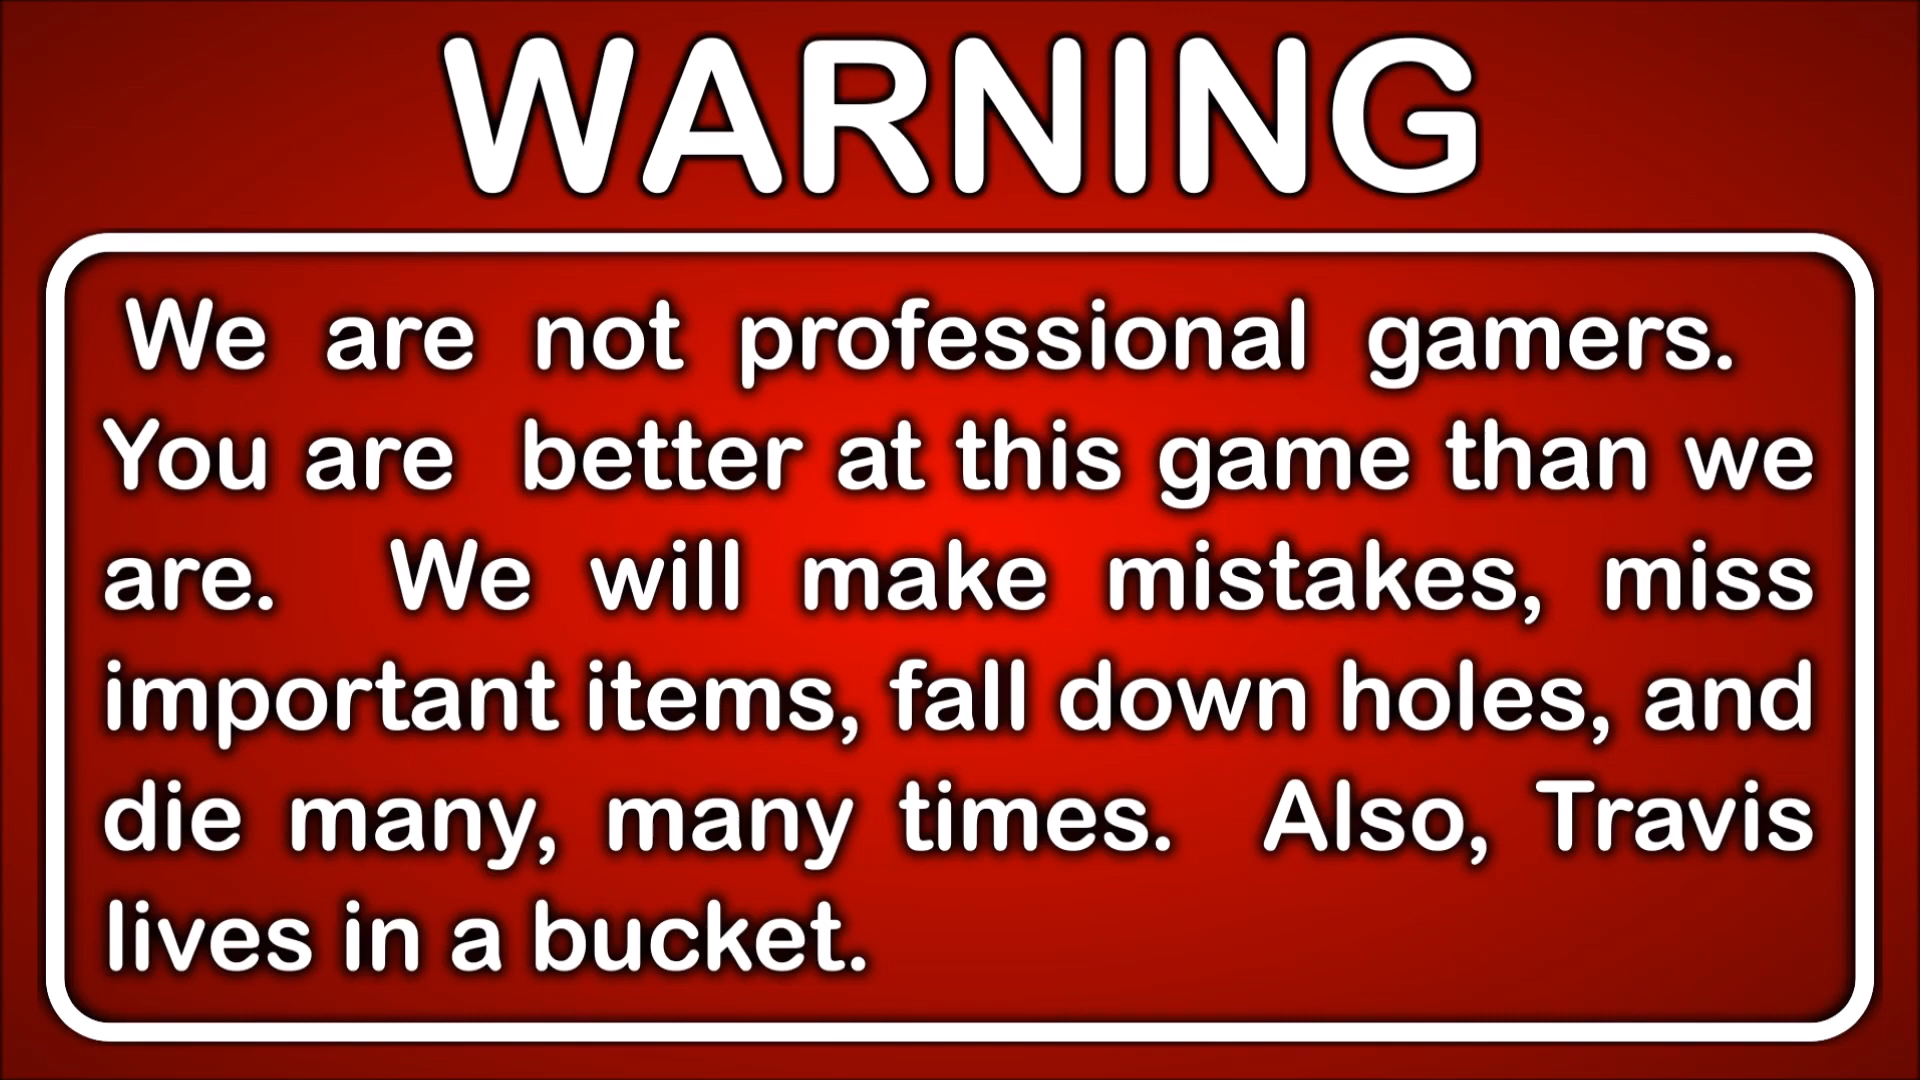 WARNING
We are not professional gamers.
You are better at this game than we
are. We will make mistakes, miss
important items, fall down holes, and
die many, many times. Also, Travis
lives in a bucket.